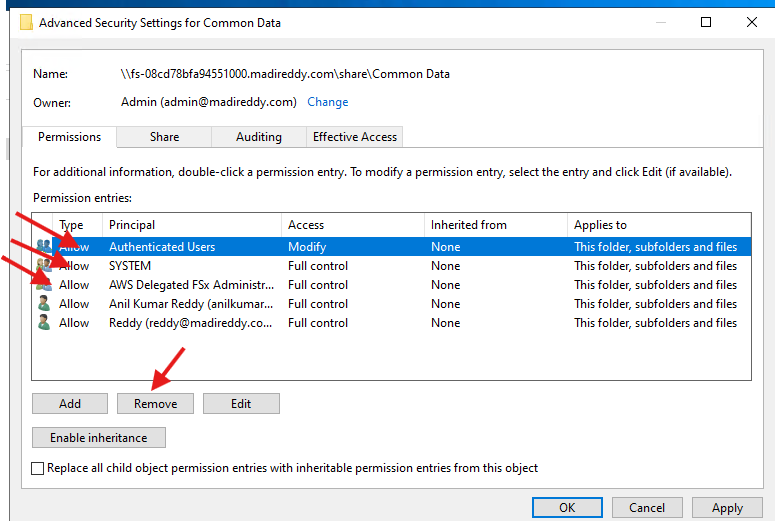 Advanced Security Settings for Common Data
Name: \\fs-08cd78bfa94551000.madireddy.com\share\Common Data
Owner: Admin (admin@madireddy.com) Change
Permissions Share Auditing Effective Access
For additional information, double-click a permission entry. To modify a permission entry, select the entry and click Edit (if available).
Permission entries:
Type Principal Access Inherited from Applies to
Allow Authenticated Users Modify None This folder, subfolders and files
Allow SYSTEM Full control None This folder, subfolders and files
Allow AWS Delegated FSx Administr... Full control None This folder, subfolders and files
Allow Anil Kumar Reddy (anilkumar... Full control None This folder, subfolders and files
Allow Reddy (reddy@madireddy.co... Full control None This folder, subfolders and files
Add Remove Edit
Enable inheritance
Replace all child object permission entries with inheritable permission entries from this object
OK Cancel Apply